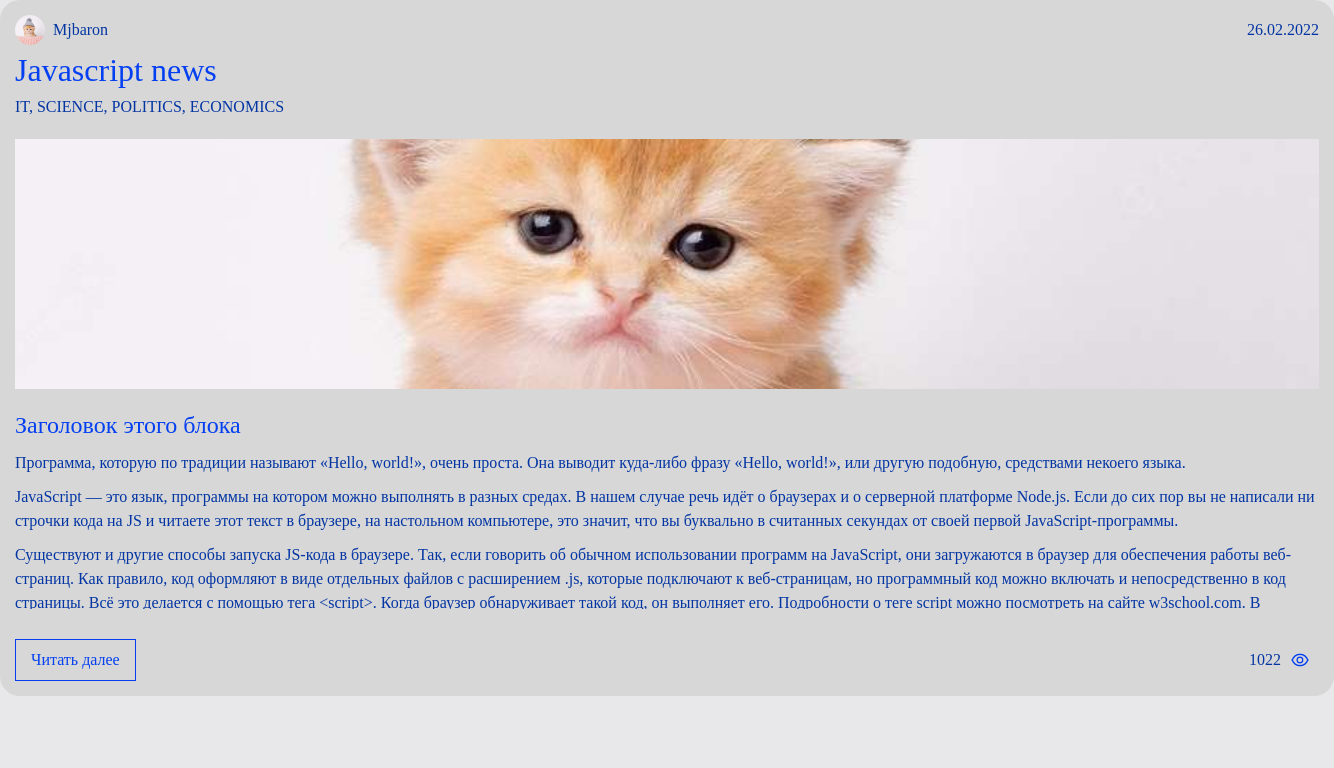 Mjbaron
26.02.2022
Javascript news
IT, SCIENCE, POLITICS, ECONOMICS
Заголовок этого блока
Программа, которую по традиции называют «Hello, world!», очень проста. Она выводит куда-либо фразу «Hello, world!», или другую подобную, средствами некоего языка.
JavaScript — это язык, программы на котором можно выполнять в разных средах. В нашем случае речь идёт о браузерах и о серверной платформе Node.js. Если до сих пор вы не написали ни
строчки кода на JS и читаете этот текст в браузере, на настольном компьютере, это значит, что вы буквально в считанных секундах от своей первой JavaScript-программы.
Существуют и другие способы запуска JS-кода в браузере. Так, если говорить об обычном использовании программ на JavaScript, они загружаются в браузер для обеспечения работы веб-
страниц. Как правило, код оформляют в виде отдельных файлов с расширением .js, которые подключают к веб-страницам, но программный код можно включать и непосредственно в код
страницы. Всё это делается с помощью тега <script>. Когда браузер обнаруживает такой код, он выполняет его. Подробности о теге script можно посмотреть на сайте w3school.com. В
Читать далее
1022